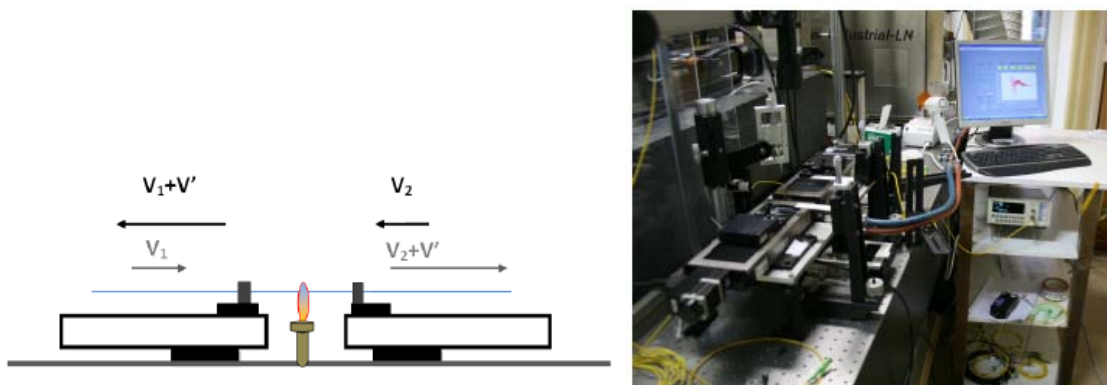 V₁+V'
V₂
V₁
V₂+V'
ustrial-LN